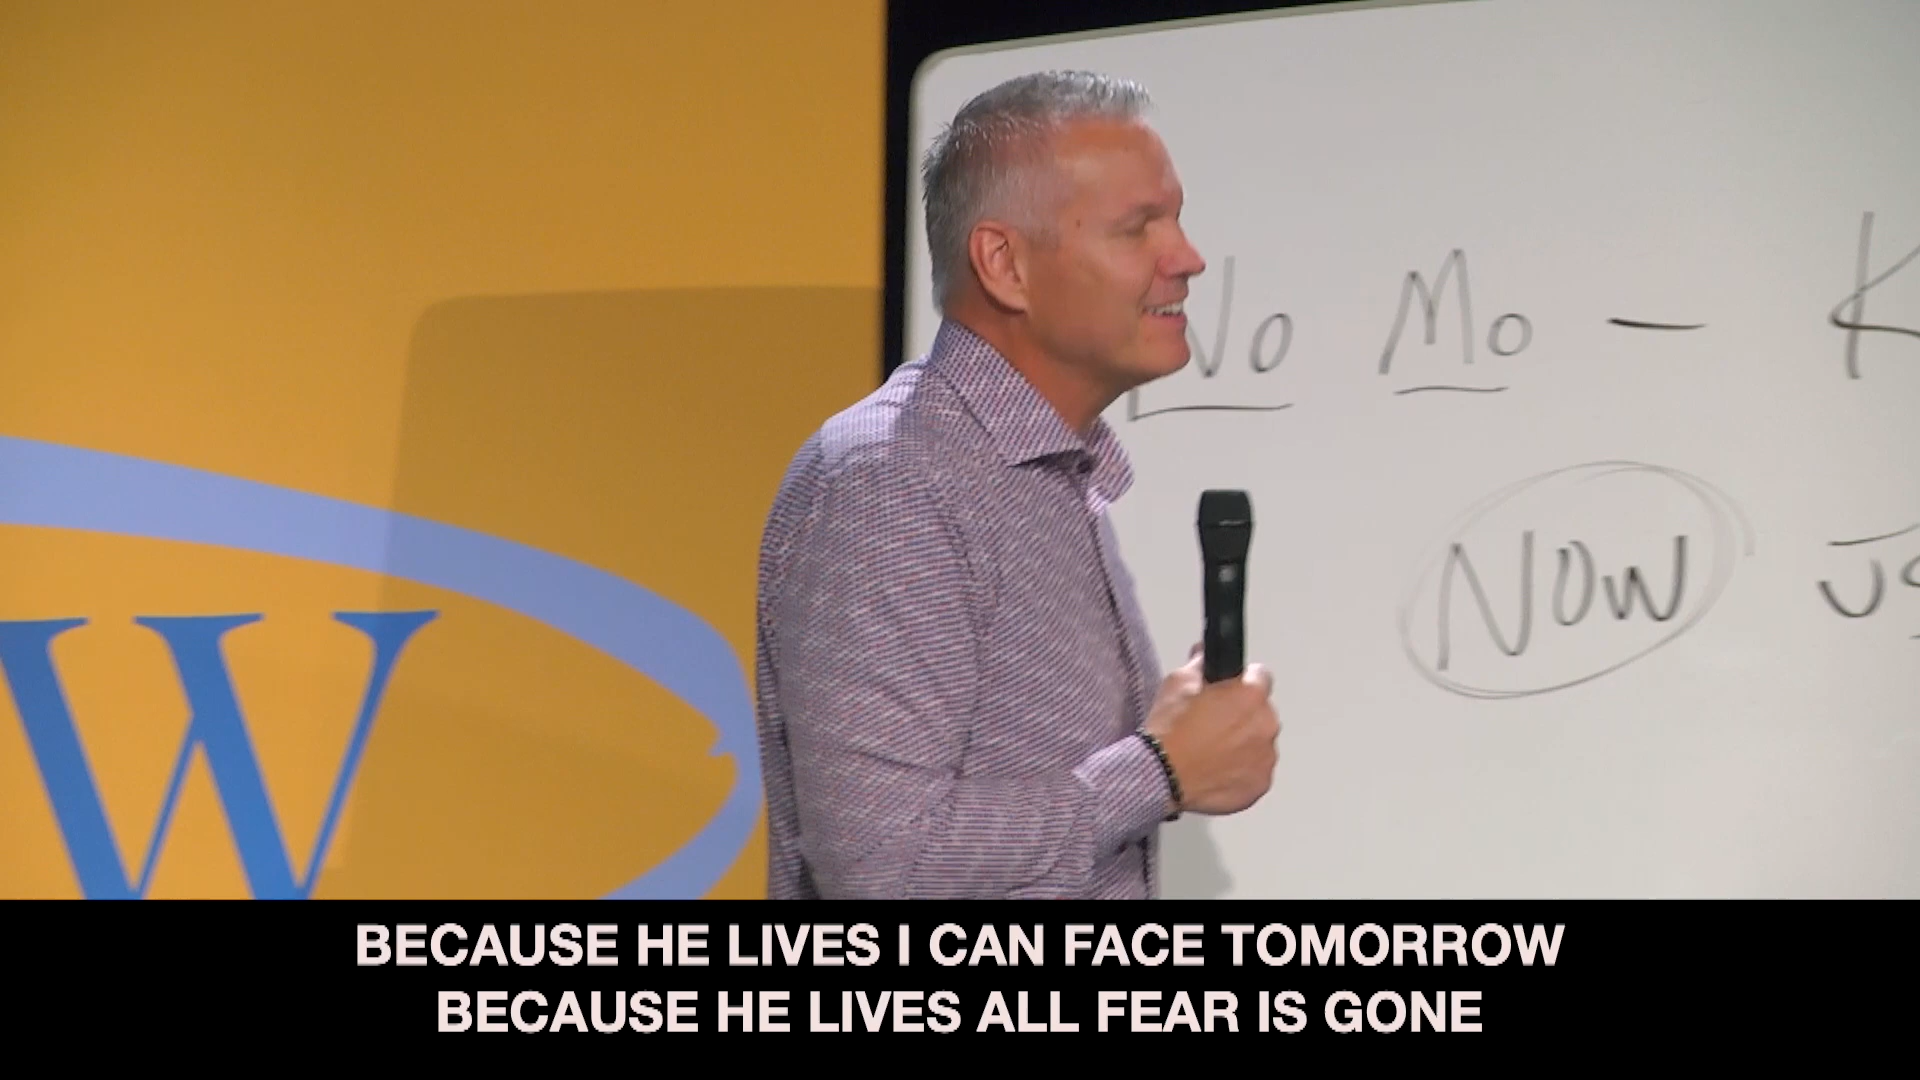 No Mo — K
NOW
W
BECAUSE HE LIVES I CAN FACE TOMORROW
BECAUSE HE LIVES ALL FEAR IS GONE